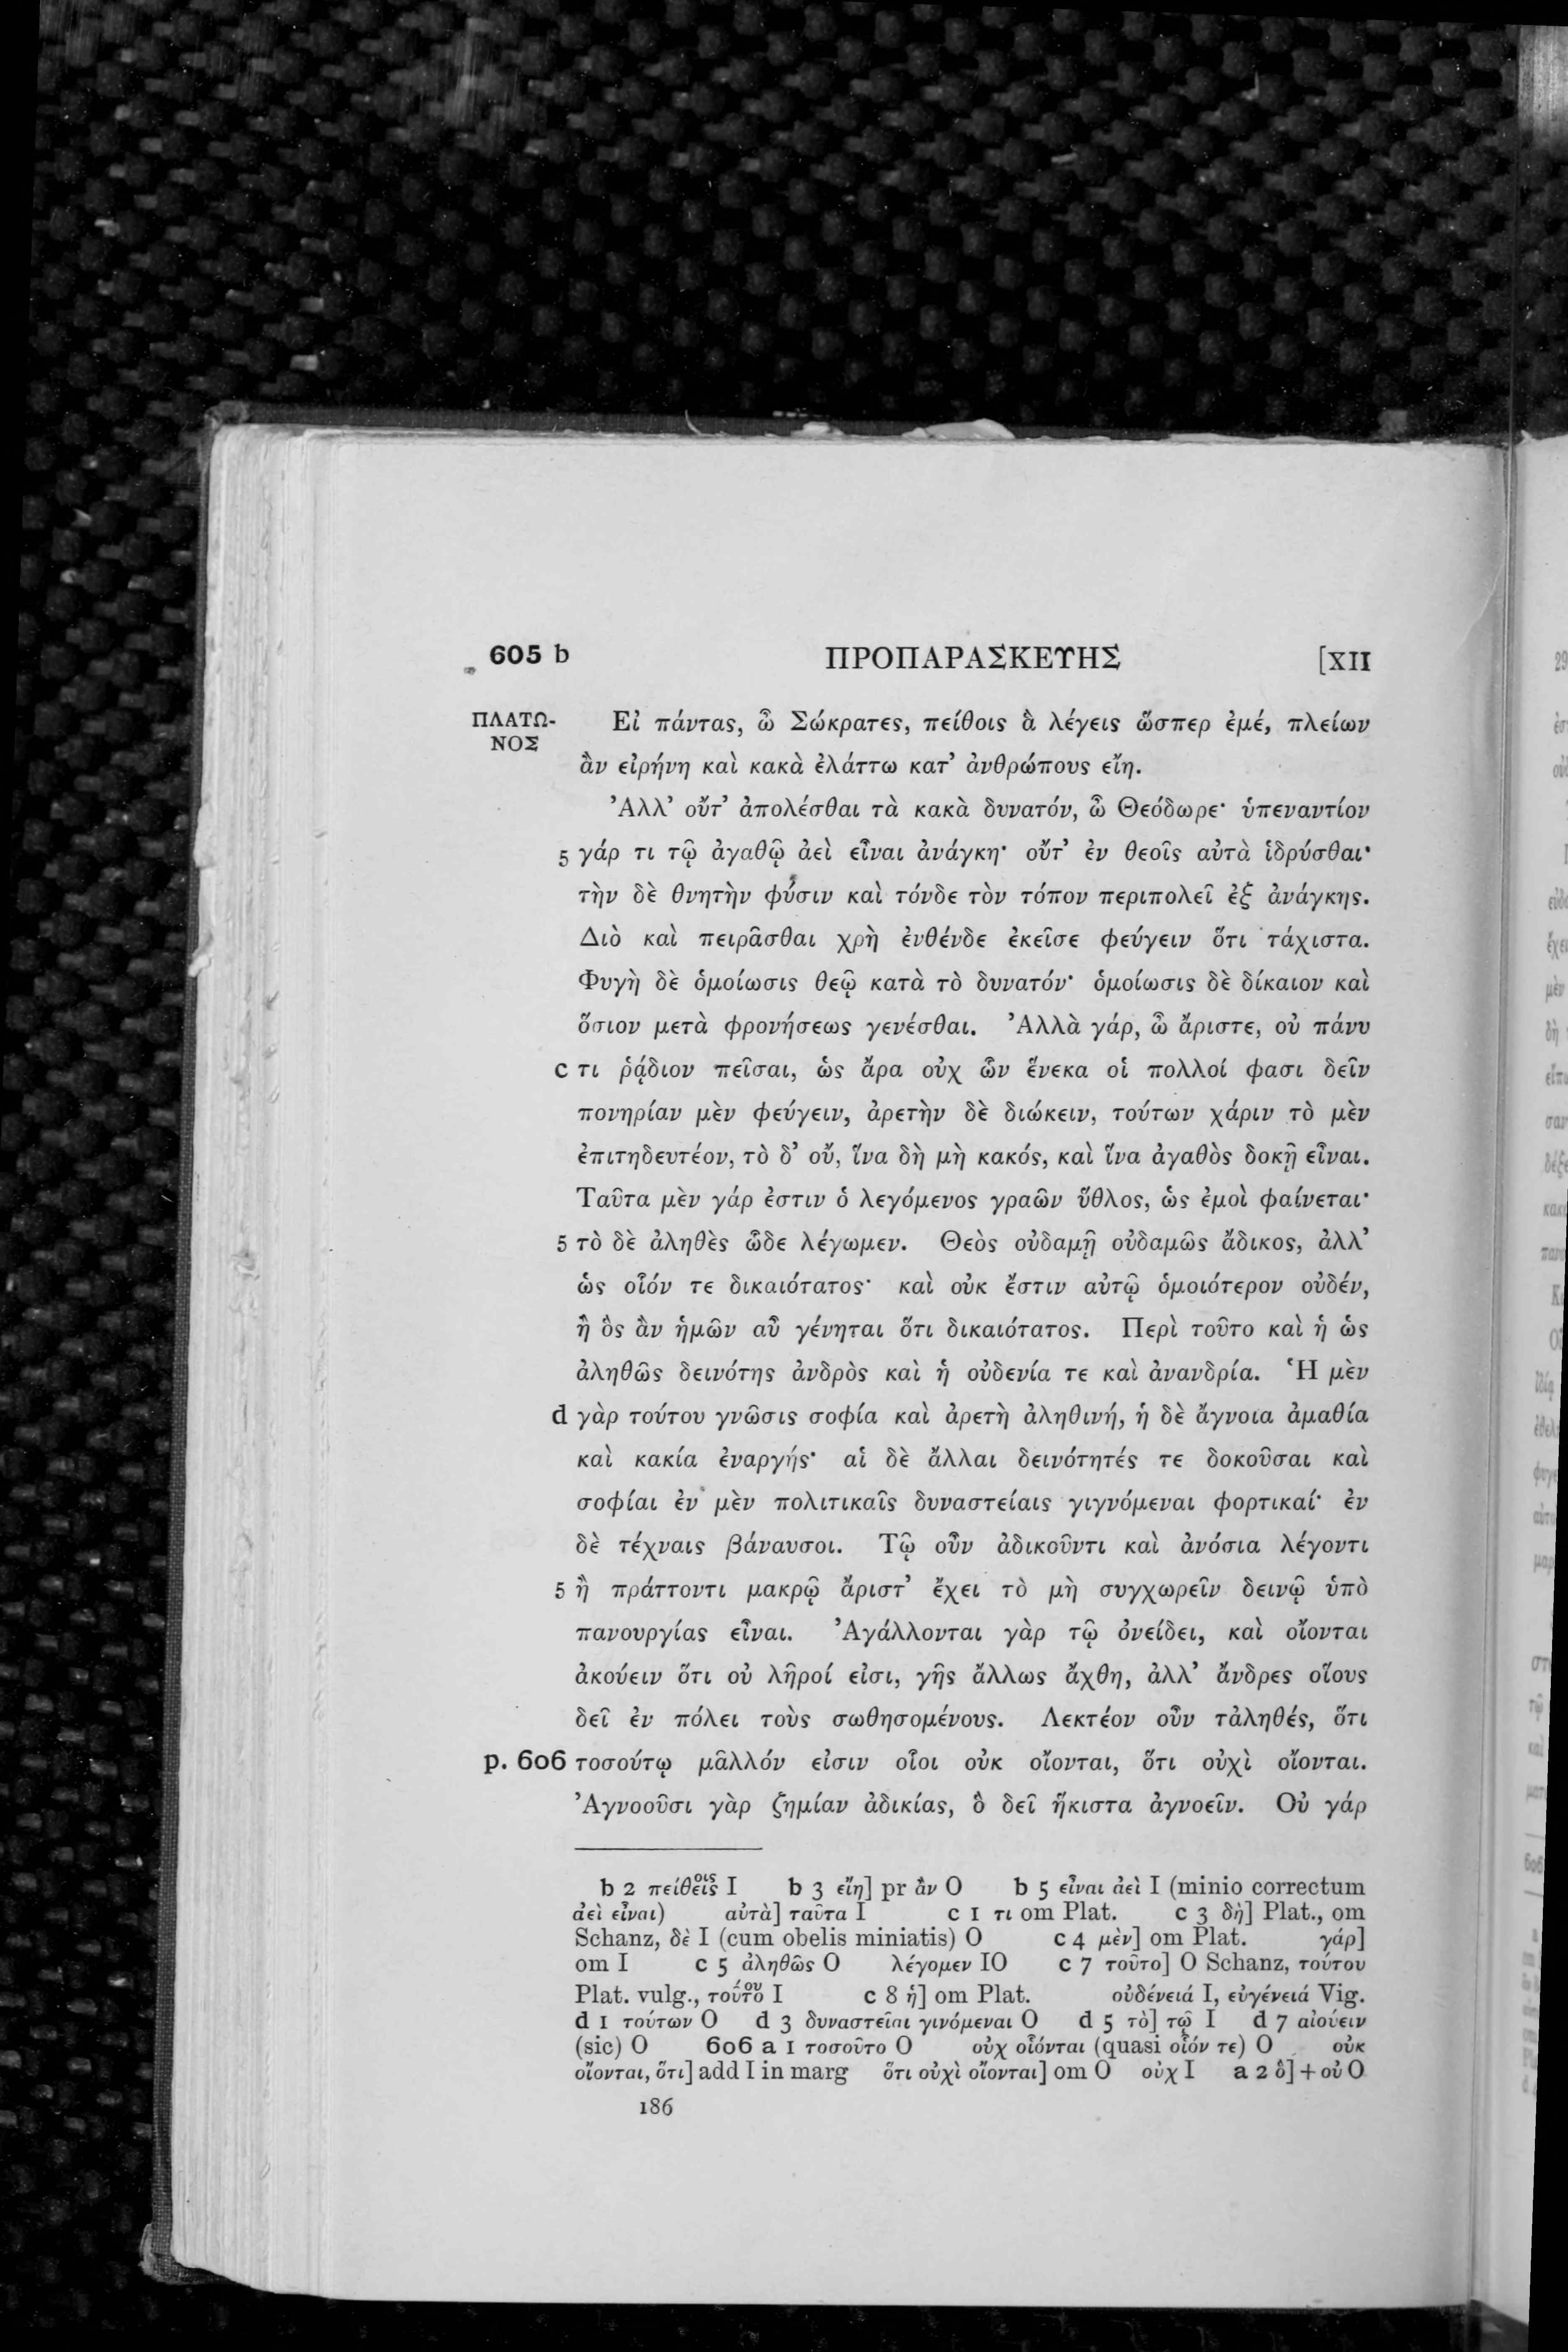 605 b ΠΡΟΠΑΡΑΣΚΕΥΗΣ [XII
ΠΛΑΤΩ-
ΝΟΣ
Εἰ πάντας, ὦ Σώκρατες, πείθοις ἃ λέγεις ὥσπερ ἐμέ, πλείων
ἂν εἰρήνη καὶ κακὰ ἐλάττω κατ’ ἀνθρώπους εἴη.
Ἀλλ’ οὔτ’ ἀπολέσθαι τὰ κακὰ δυνατόν, ὦ Θεόδωρε· ὑπεναντίον
5 γάρ τι τῷ ἀγαθῷ ἀεὶ εἶναι ἀνάγκη· οὔτ’ ἐν θεοῖς αὐτὰ ἱδρύσθαι·
τὴν δὲ θνητὴν φύσιν καὶ τόνδε τὸν τόπον περιπολεῖ ἐξ ἀνάγκης.
Διὸ καὶ πειρᾶσθαι χρὴ ἐνθένδε ἐκεῖσε φεύγειν ὅτι τάχιστα.
Φυγὴ δὲ ὁμοίωσις θεῷ κατὰ τὸ δυνατόν· ὁμοίωσις δὲ δίκαιον καὶ
ὅσιον μετὰ φρονήσεως γενέσθαι. Ἀλλὰ γάρ, ὦ ἄριστε, οὐ πάνυ
c τι ῥᾴδιον πεῖσαι, ὡς ἄρα οὐχ ὧν ἕνεκα οἱ πολλοί φασι δεῖν
πονηρίαν μὲν φεύγειν, ἀρετὴν δὲ διώκειν, τούτων χάριν τὸ μὲν
ἐπιτηδευτέον, τὸ δ’ οὔ, ἵνα δὴ μὴ κακός, καὶ ἵνα ἀγαθὸς δοκῇ εἶναι.
Ταῦτα μὲν γάρ ἐστιν ὁ λεγόμενος γραῶν ὕθλος, ὡς ἐμοὶ φαίνεται·
5 τὸ δὲ ἀληθὲς ὧδε λέγωμεν. Θεὸς οὐδαμῇ οὐδαμῶς ἄδικος, ἀλλ’
ὡς οἷόν τε δικαιότατος· καὶ οὐκ ἔστιν αὐτῷ ὁμοιότερον οὐδέν,
ἢ ὃς ἂν ἡμῶν αὖ γένηται ὅτι δικαιότατος. Περὶ τοῦτο καὶ ἡ ὡς
ἀληθῶς δεινότης ἀνδρὸς καὶ ἡ οὐδενία τε καὶ ἀνανδρία. Ἡ μὲν
d γὰρ τούτου γνῶσις σοφία καὶ ἀρετὴ ἀληθινή, ἡ δὲ ἄγνοια ἀμαθία
καὶ κακία ἐναργής· αἱ δὲ ἄλλαι δεινότητές τε δοκοῦσαι καὶ
σοφίαι ἐν μὲν πολιτικαῖς δυναστείαις γιγνόμεναι φορτικαί· ἐν
δὲ τέχναις βάναυσοι. Τῷ οὖν ἀδικοῦντι καὶ ἀνόσια λέγοντι
5 ἢ πράττοντι μακρῷ ἄριστ’ ἔχει τὸ μὴ συγχωρεῖν δεινῷ ὑπὸ
πανουργίας εἶναι. Ἀγάλλονται γὰρ τῷ ὀνείδει, καὶ οἴονται
ἀκούειν ὅτι οὐ λῆροί εἰσι, γῆς ἄλλως ἄχθη, ἀλλ’ ἄνδρες οἵους
δεῖ ἐν πόλει τοὺς σωθησομένους. Λεκτέον οὖν τἀληθές, ὅτι
p. 606 τοσούτῳ μᾶλλόν εἰσιν οἷοι οὐκ οἴονται, ὅτι οὐχὶ οἴονται.
Ἀγνοοῦσι γὰρ ζημίαν ἀδικίας, ὃ δεῖ ἥκιστα ἀγνοεῖν. Οὐ γάρ
b 2 πείθεις οις I b 3 εἴη] pr ἂν O b 5 εἶναι ἀεὶ I (minio correctum
ἀεὶ εἶναι) αὐτὰ] ταῦτα I c 1 τι om Plat. c 3 δὴ] Plat., om
Schanz, δὲ I (cum obelis miniatis) O c 4 μὲν] om Plat. γάρ]
om I c 5 ἀληθῶς O λέγομεν IO c 7 τοῦτο] O Schanz, τούτου
Plat. vulg., τοῦτο ου I c 8 ἡ] om Plat. οὐδένειά I, εὐγένειά Vig.
d 1 τούτων O d 3 δυναστεῖαι γινόμεναι O d 5 τὸ] τῷ I d 7 αἰούειν
(sic) O 606 a 1 τοσοῦτο O οὐχ οἷόνται (quasi οἷόν τε) O οὐκ
οἴονται, ὅτι] add I in marg ὅτι οὐχὶ οἴονται] om O οὐχ I a 2 ὃ] + οὐ O
186